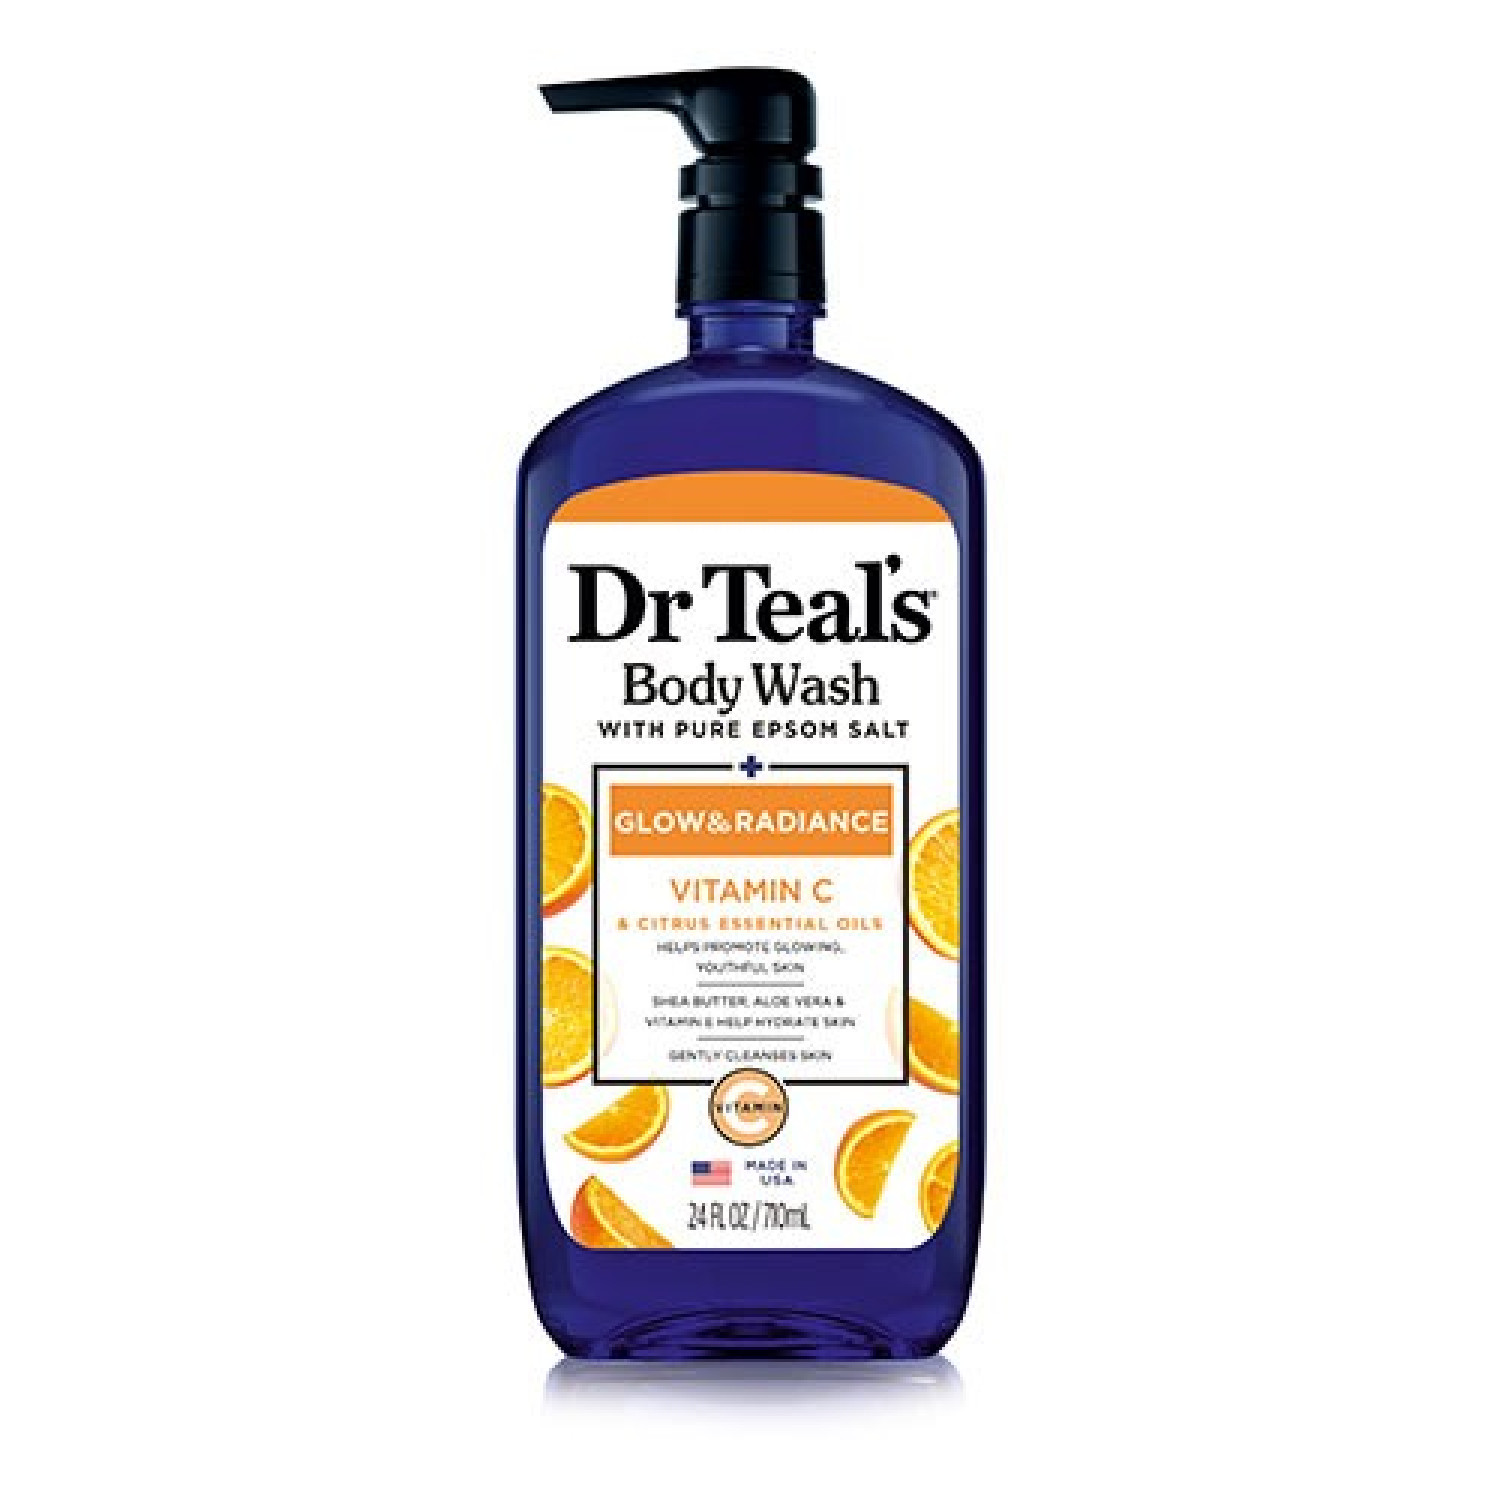 Dr Teal's
Body Wash
WITH PURE EPSOM SALT
GLOW & RADIANCE
VITAMIN C
& CITRUS ESSENTIAL OILS
HELPS PROMOTE GLOWING,
YOUTHFUL SKIN
SHEA BUTTER, ALOE VERA &
VITAMIN E HELP HYDRATE SKIN
GENTLY CLEANSES SKIN
C
VITAMIN
MADE IN
USA
24 FL OZ / 710mL